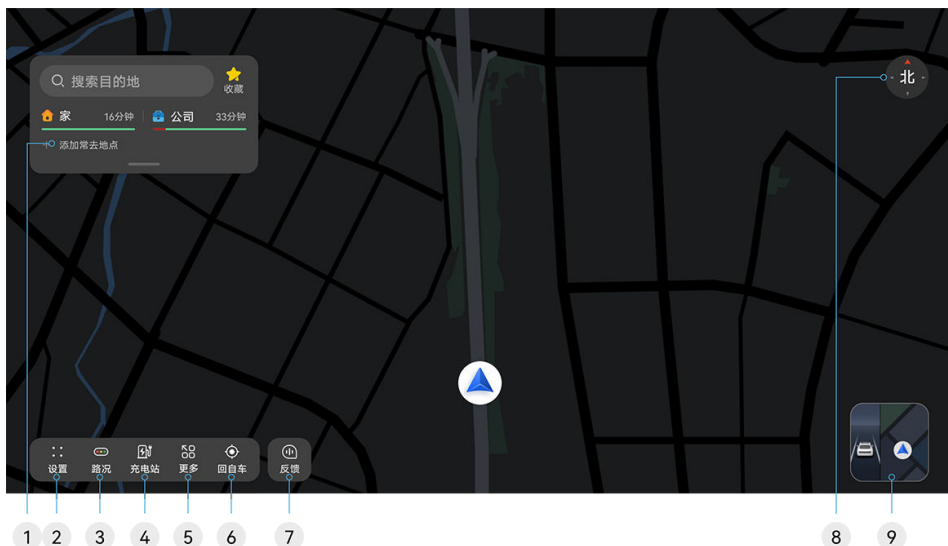 搜索目的地
收藏
家 16分钟 公司 33分钟
添加常去地点
北
设置 路况 充电站 更多 回自车 反馈
1 2 3 4 5 6 7 8 9